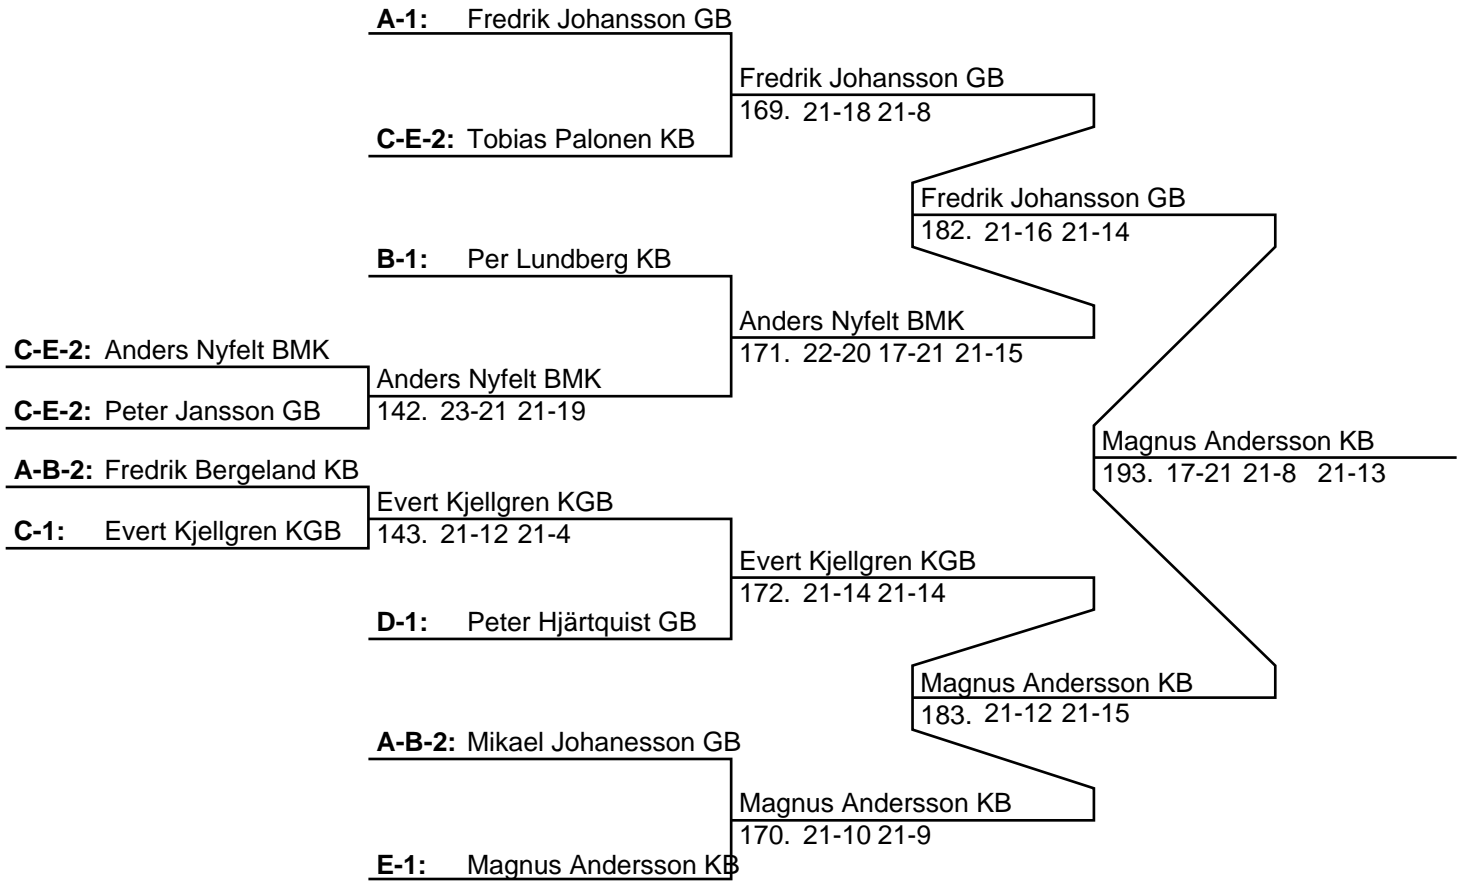 A-1: Fredrik Johansson GB
Fredrik Johansson GB
169. 21-18 21-8
C-E-2: Tobias Palonen KB
Fredrik Johansson GB
182. 21-16 21-14
B-1: Per Lundberg KB
Anders Nyfelt BMK
171. 22-20 17-21 21-15
C-E-2: Anders Nyfelt BMK
Anders Nyfelt BMK
142. 23-21 21-19
C-E-2: Peter Jansson GB
Magnus Andersson KB
193. 17-21 21-8 21-13
A-B-2: Fredrik Bergeland KB
Evert Kjellgren KGB
143. 21-12 21-4
C-1: Evert Kjellgren KGB
Evert Kjellgren KGB
172. 21-14 21-14
D-1: Peter Hjärtquist GB
Magnus Andersson KB
183. 21-12 21-15
A-B-2: Mikael Johanesson GB
Magnus Andersson KB
170. 21-10 21-9
E-1: Magnus Andersson KB